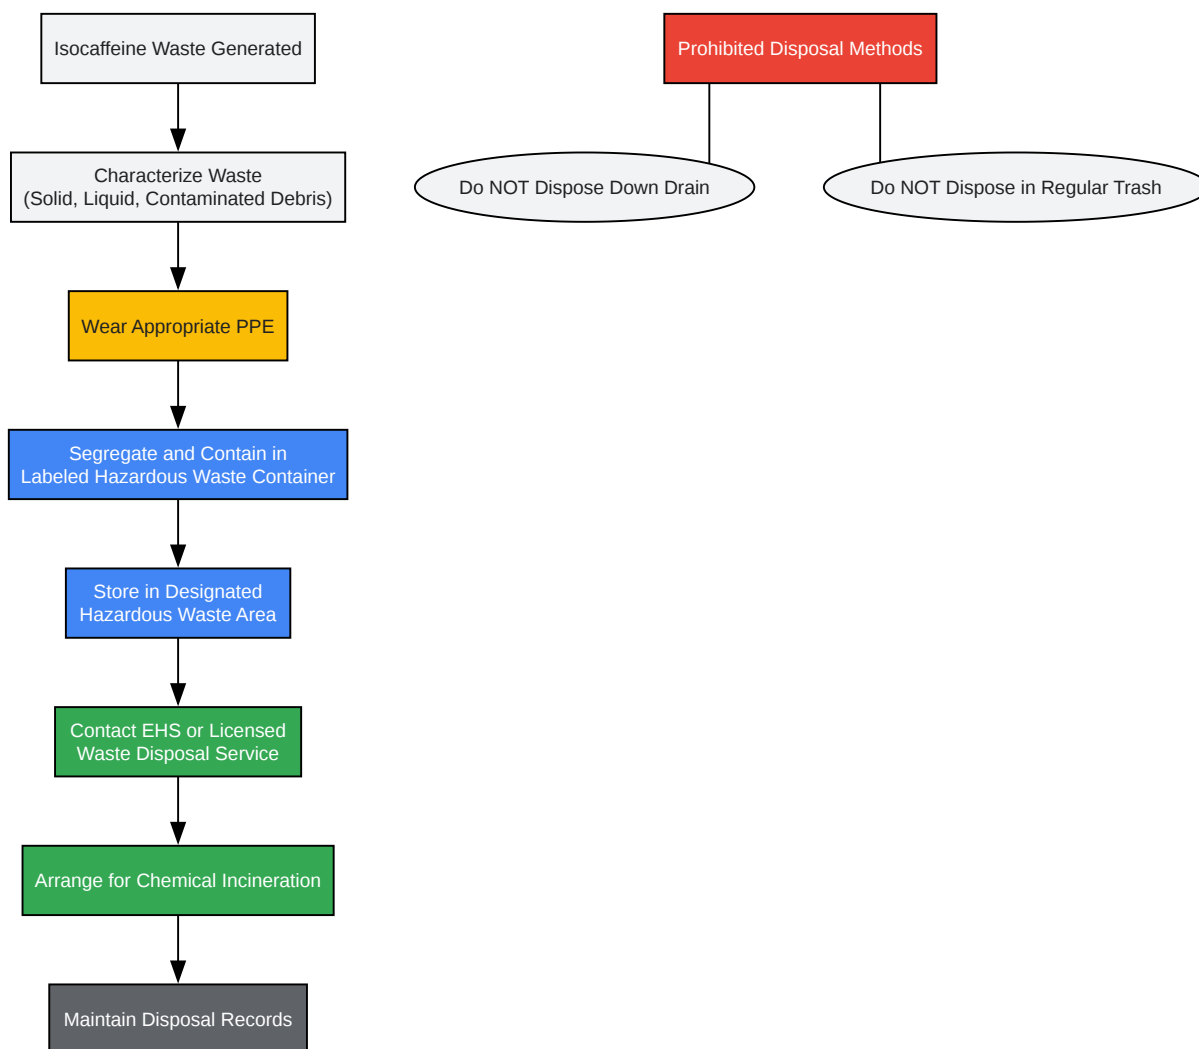 Isocaffeine Waste Generated
Characterize Waste
(Solid, Liquid, Contaminated Debris)
Wear Appropriate PPE
Segregate and Contain in
Labeled Hazardous Waste Container
Store in Designated
Hazardous Waste Area
Contact EHS or Licensed
Waste Disposal Service
Arrange for Chemical Incineration
Maintain Disposal Records
Prohibited Disposal Methods
Do NOT Dispose Down Drain
Do NOT Dispose in Regular Trash